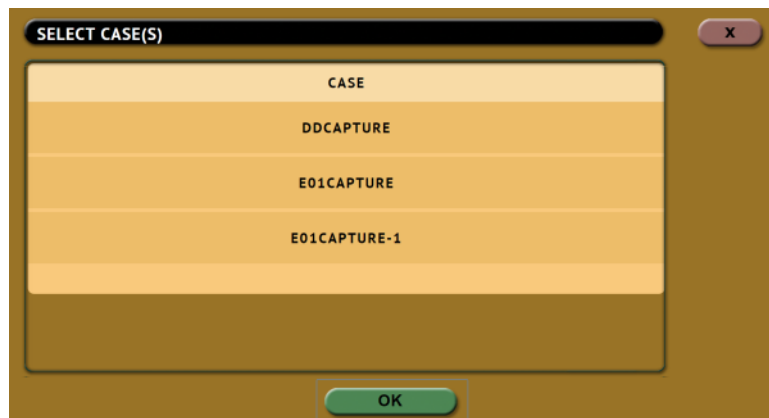 SELECT CASE(S)
X
CASE
DDCAPTURE
E01CAPTURE
E01CAPTURE-1
OK